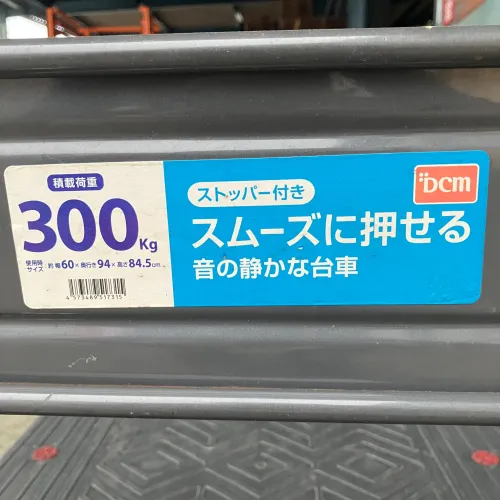 積載荷重
300Kg
使用時
サイズ：約 幅60×奥行き94×高さ84.5cm
4573489517315
ストッパー付き
スムーズに押せる
音の静かな台車
DCM